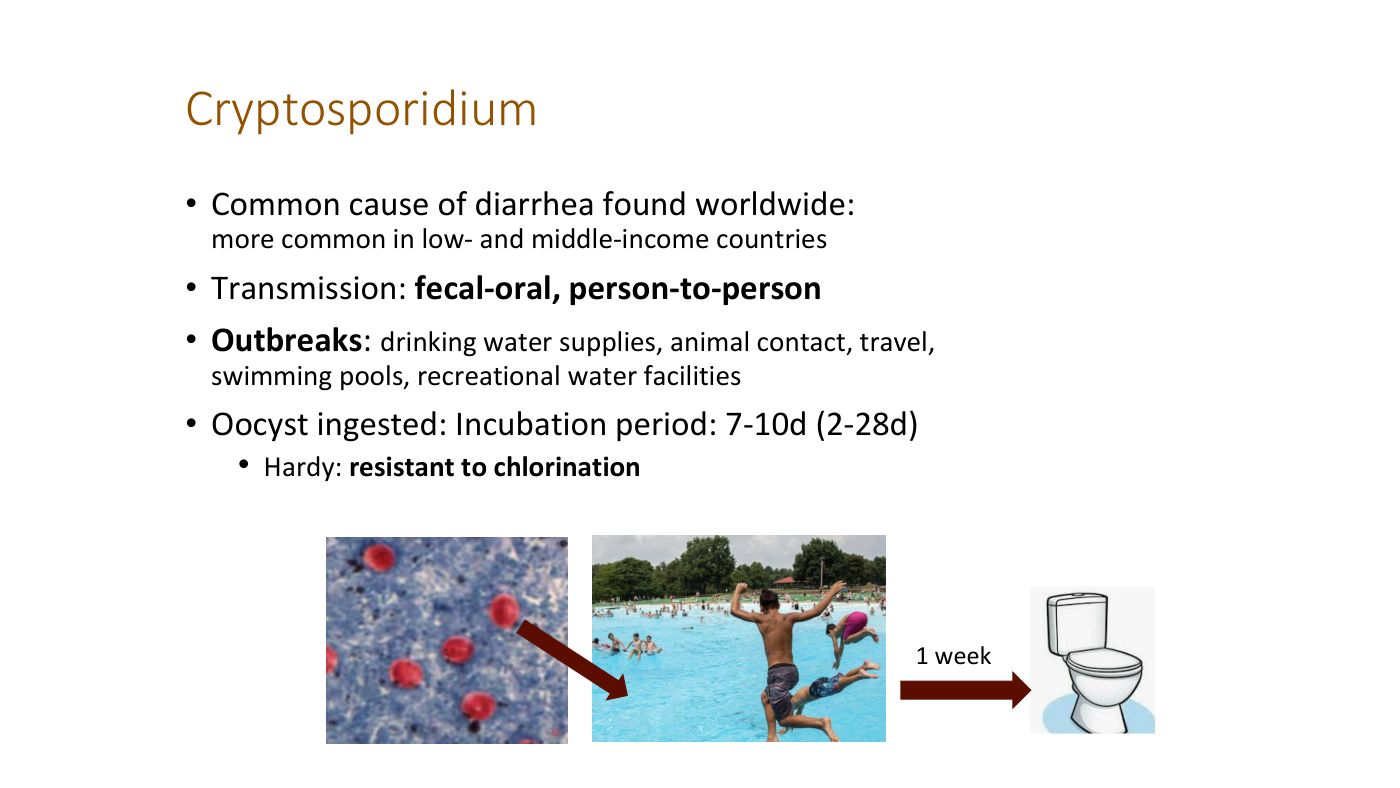 Cryptosporidium
• Common cause of diarrhea found worldwide:
more common in low- and middle-income countries
• Transmission: fecal-oral, person-to-person
• Outbreaks: drinking water supplies, animal contact, travel,
swimming pools, recreational water facilities
• Oocyst ingested: Incubation period: 7-10d (2-28d)
• Hardy: resistant to chlorination
1 week